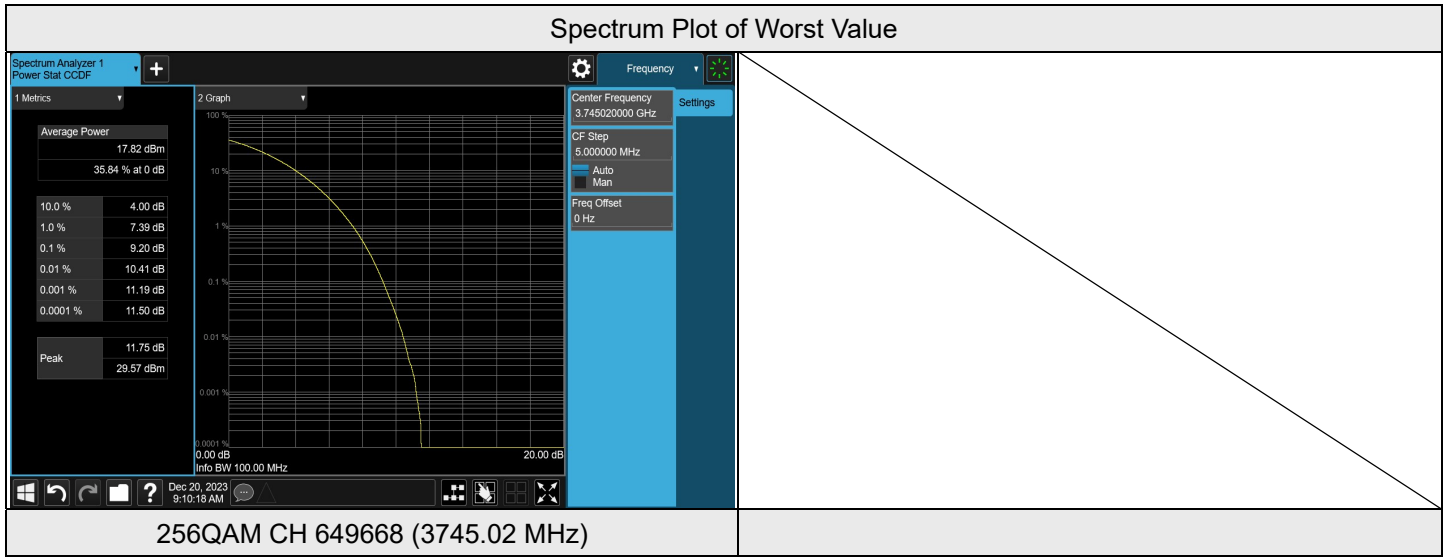 Spectrum Plot of Worst Value
Spectrum Analyzer 1
Power Stat CCDF
Frequency
1 Metrics
2 Graph
Center Frequency
3.745020000 GHz
Settings
CF Step
5.000000 MHz
Auto
Man
Freq Offset
0 Hz
Average Power
17.82 dBm
35.84 % at 0 dB
10.0 % 4.00 dB
1.0 % 7.39 dB
0.1 % 9.20 dB
0.01 % 10.41 dB
0.001 % 11.19 dB
0.0001 % 11.50 dB
Peak 11.75 dB
29.57 dBm
100 %
10 %
1 %
0.1 %
0.01 %
0.001 %
0.0001 %
0.00 dB 20.00 dB
Info BW 100.00 MHz
Dec 20, 2023
9:10:18 AM
256QAM CH 649668 (3745.02 MHz)